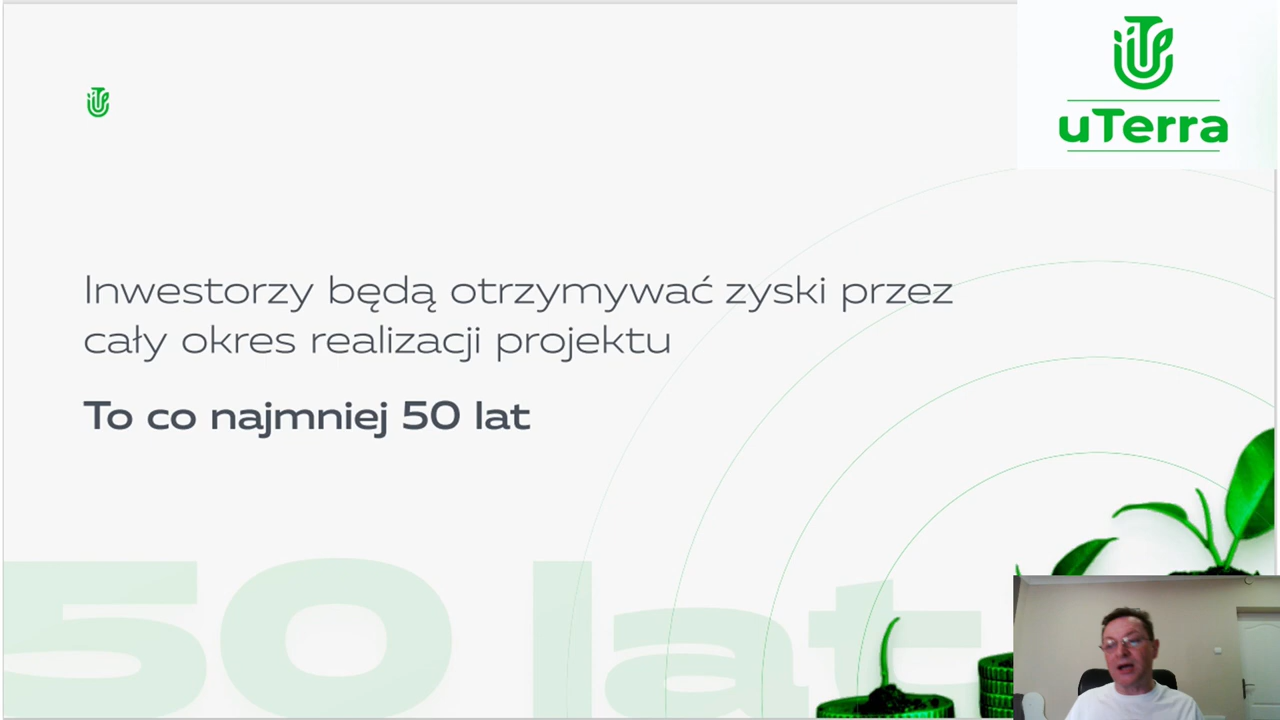 uTerra
Inwestorzy będą otrzymywać zyski przez
cały okres realizacji projektu
To co najmniej 50 lat
50 lat